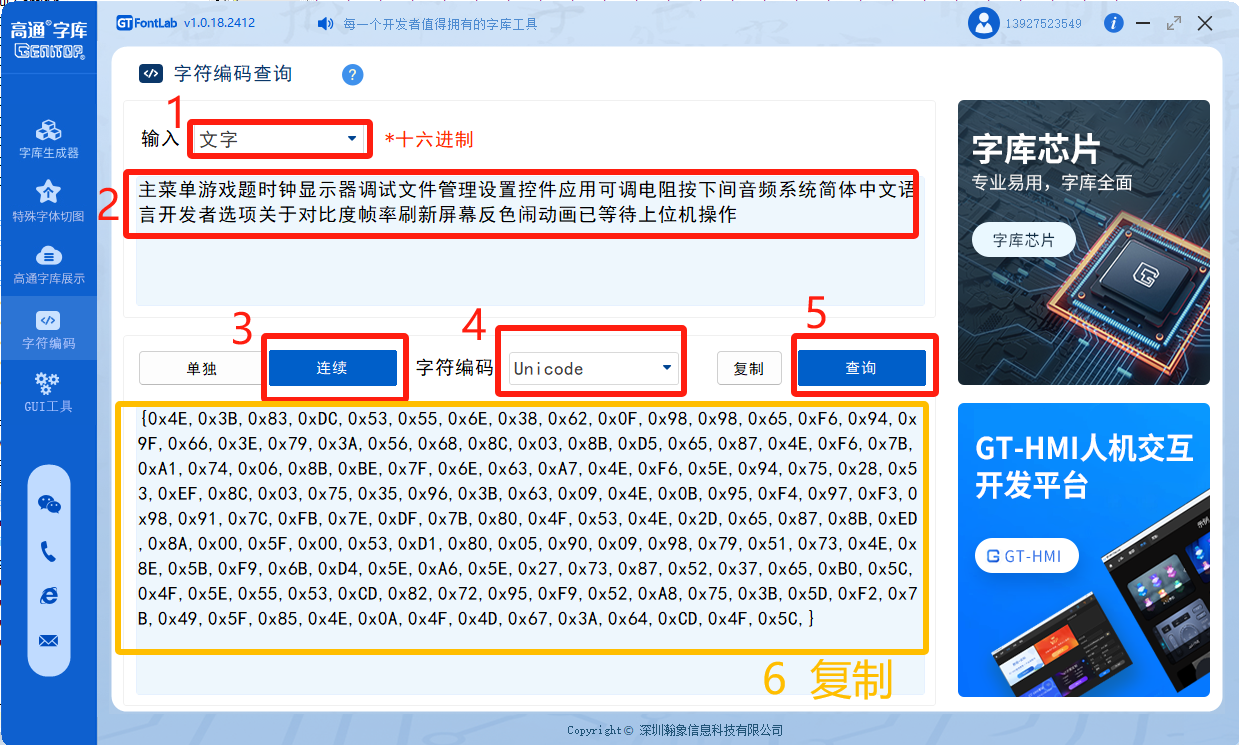 高通®字库
GENITOP®
GTFontLab v1.0.18.2412
每一个开发者值得拥有的字库工具
13927523549
字库生成器
特殊字体切图
高通字库展示
字符编码
GUI工具
字符编码查询 ?
1
输入 文字 *十六进制
2
主菜单游戏题时钟显示器调试文件管理设置控件应用可调电阻按下间音频系统简体中文语
言开发者选项关于对比度帧率刷新屏幕反色闹动画已等待上位机操作
3 4 5
单独 连续 字符编码 Unicode 复制 查询
{0x4E,0x3B,0x83,0xDC,0x53,0x55,0x6E,0x38,0x62,0x0F,0x98,0x98,0x65,0xF6,0x94,0x
9F,0x66,0x3E,0x79,0x3A,0x56,0x68,0x8C,0x03,0x8B,0xD5,0x65,0x87,0x4E,0xF6,0x7B,
0xA1,0x74,0x06,0x8B,0xBE,0x7F,0x6E,0x63,0xA7,0x4E,0xF6,0x5E,0x94,0x75,0x28,0x5
3,0xEF,0x8C,0x03,0x75,0x35,0x96,0x3B,0x63,0x09,0x4E,0x0B,0x95,0xF4,0x97,0xF3,0
x98,0x91,0x7C,0xFB,0x7E,0xDF,0x7B,0x80,0x4F,0x53,0x4E,0x2D,0x65,0x87,0x8B,0xED
,0x8A,0x00,0x5F,0x00,0x53,0xD1,0x80,0x05,0x90,0x09,0x98,0x79,0x51,0x73,0x4E,0x
8E,0x5B,0xF9,0x6B,0xD4,0x5E,0xA6,0x5E,0x27,0x73,0x87,0x52,0x37,0x65,0xB0,0x5C,
0x4F,0x5E,0x55,0x53,0xCD,0x82,0x72,0x95,0xF9,0x52,0xA8,0x75,0x3B,0x5D,0xF2,0x7
B,0x49,0x5F,0x85,0x4E,0x0A,0x4F,0x4D,0x67,0x3A,0x64,0xCD,0x4F,0x5C,}
6 复制
字库芯片
专业易用，字库全面
字库芯片
GT-HMI人机交互
开发平台
GT-HMI
Copyright© 深圳瀚象信息科技有限公司